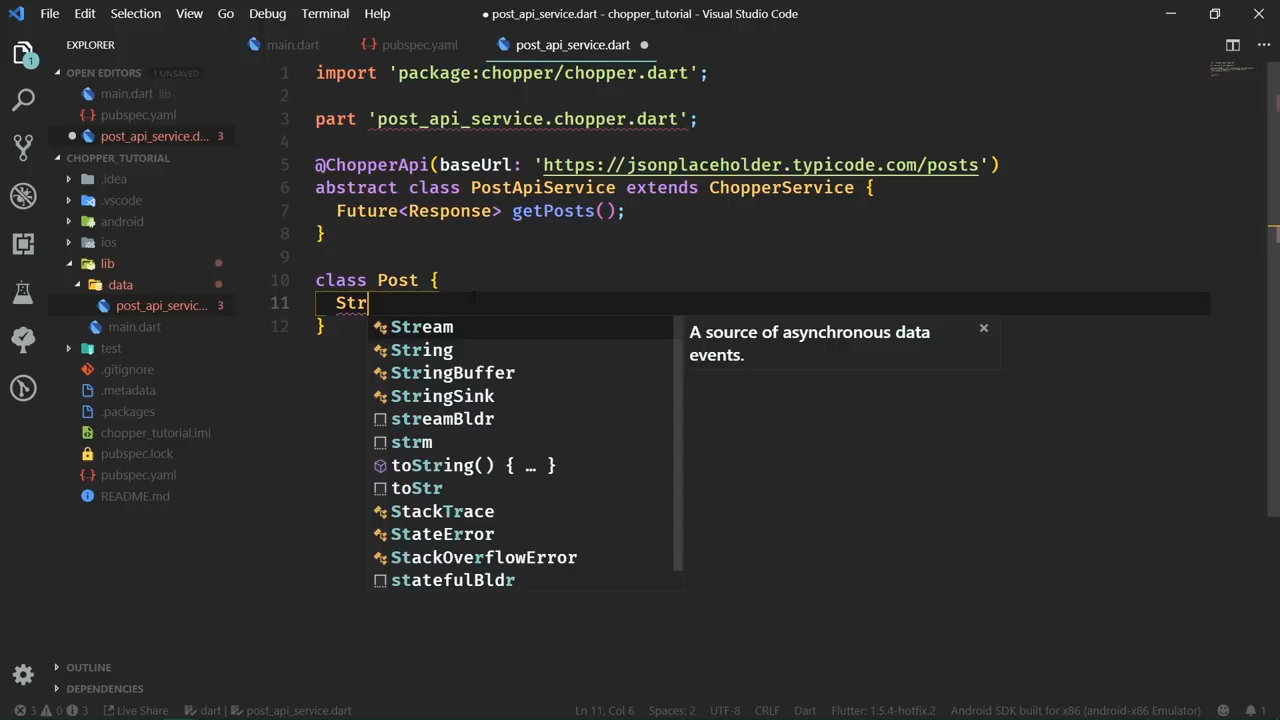 File Edit Selection View Go Debug Terminal Help
● post_api_service.dart - chopper_tutorial - Visual Studio Code
EXPLORER
OPEN EDITORS 1 UNSAVED
main.dart lib
pubspec.yaml
post_api_service.d... 3
CHOPPER_TUTORIAL
.idea
.vscode
android
ios
lib
data
post_api_servic... 3
main.dart
test
.gitignore
.metadata
.packages
chopper_tutorial.iml
pubspec.lock
pubspec.yaml
README.md
OUTLINE
DEPENDENCIES
1
main.dart pubspec.yaml post_api_service.dart
1 import 'package:chopper/chopper.dart';
2
3 part 'post_api_service.chopper.dart';
4
5 @ChopperApi(baseUrl: 'https://jsonplaceholder.typicode.com/posts')
6 abstract class PostApiService extends ChopperService {
7 Future<Response> getPosts();
8 }
9
10 class Post {
11 Str
12 }
Stream
String
StringBuffer
StringSink
streamBldr
strm
toString() { … }
toStr
StackTrace
StateError
StackOverflowError
statefulBldr
A source of asynchronous data
events.
3 0 3 Live Share dart | post_api_service.dart Ln 11, Col 6 Spaces: 2 UTF-8 CRLF Dart Flutter: 1.5.4-hotfix.2 Android SDK built for x86 (android-x86 Emulator) 1